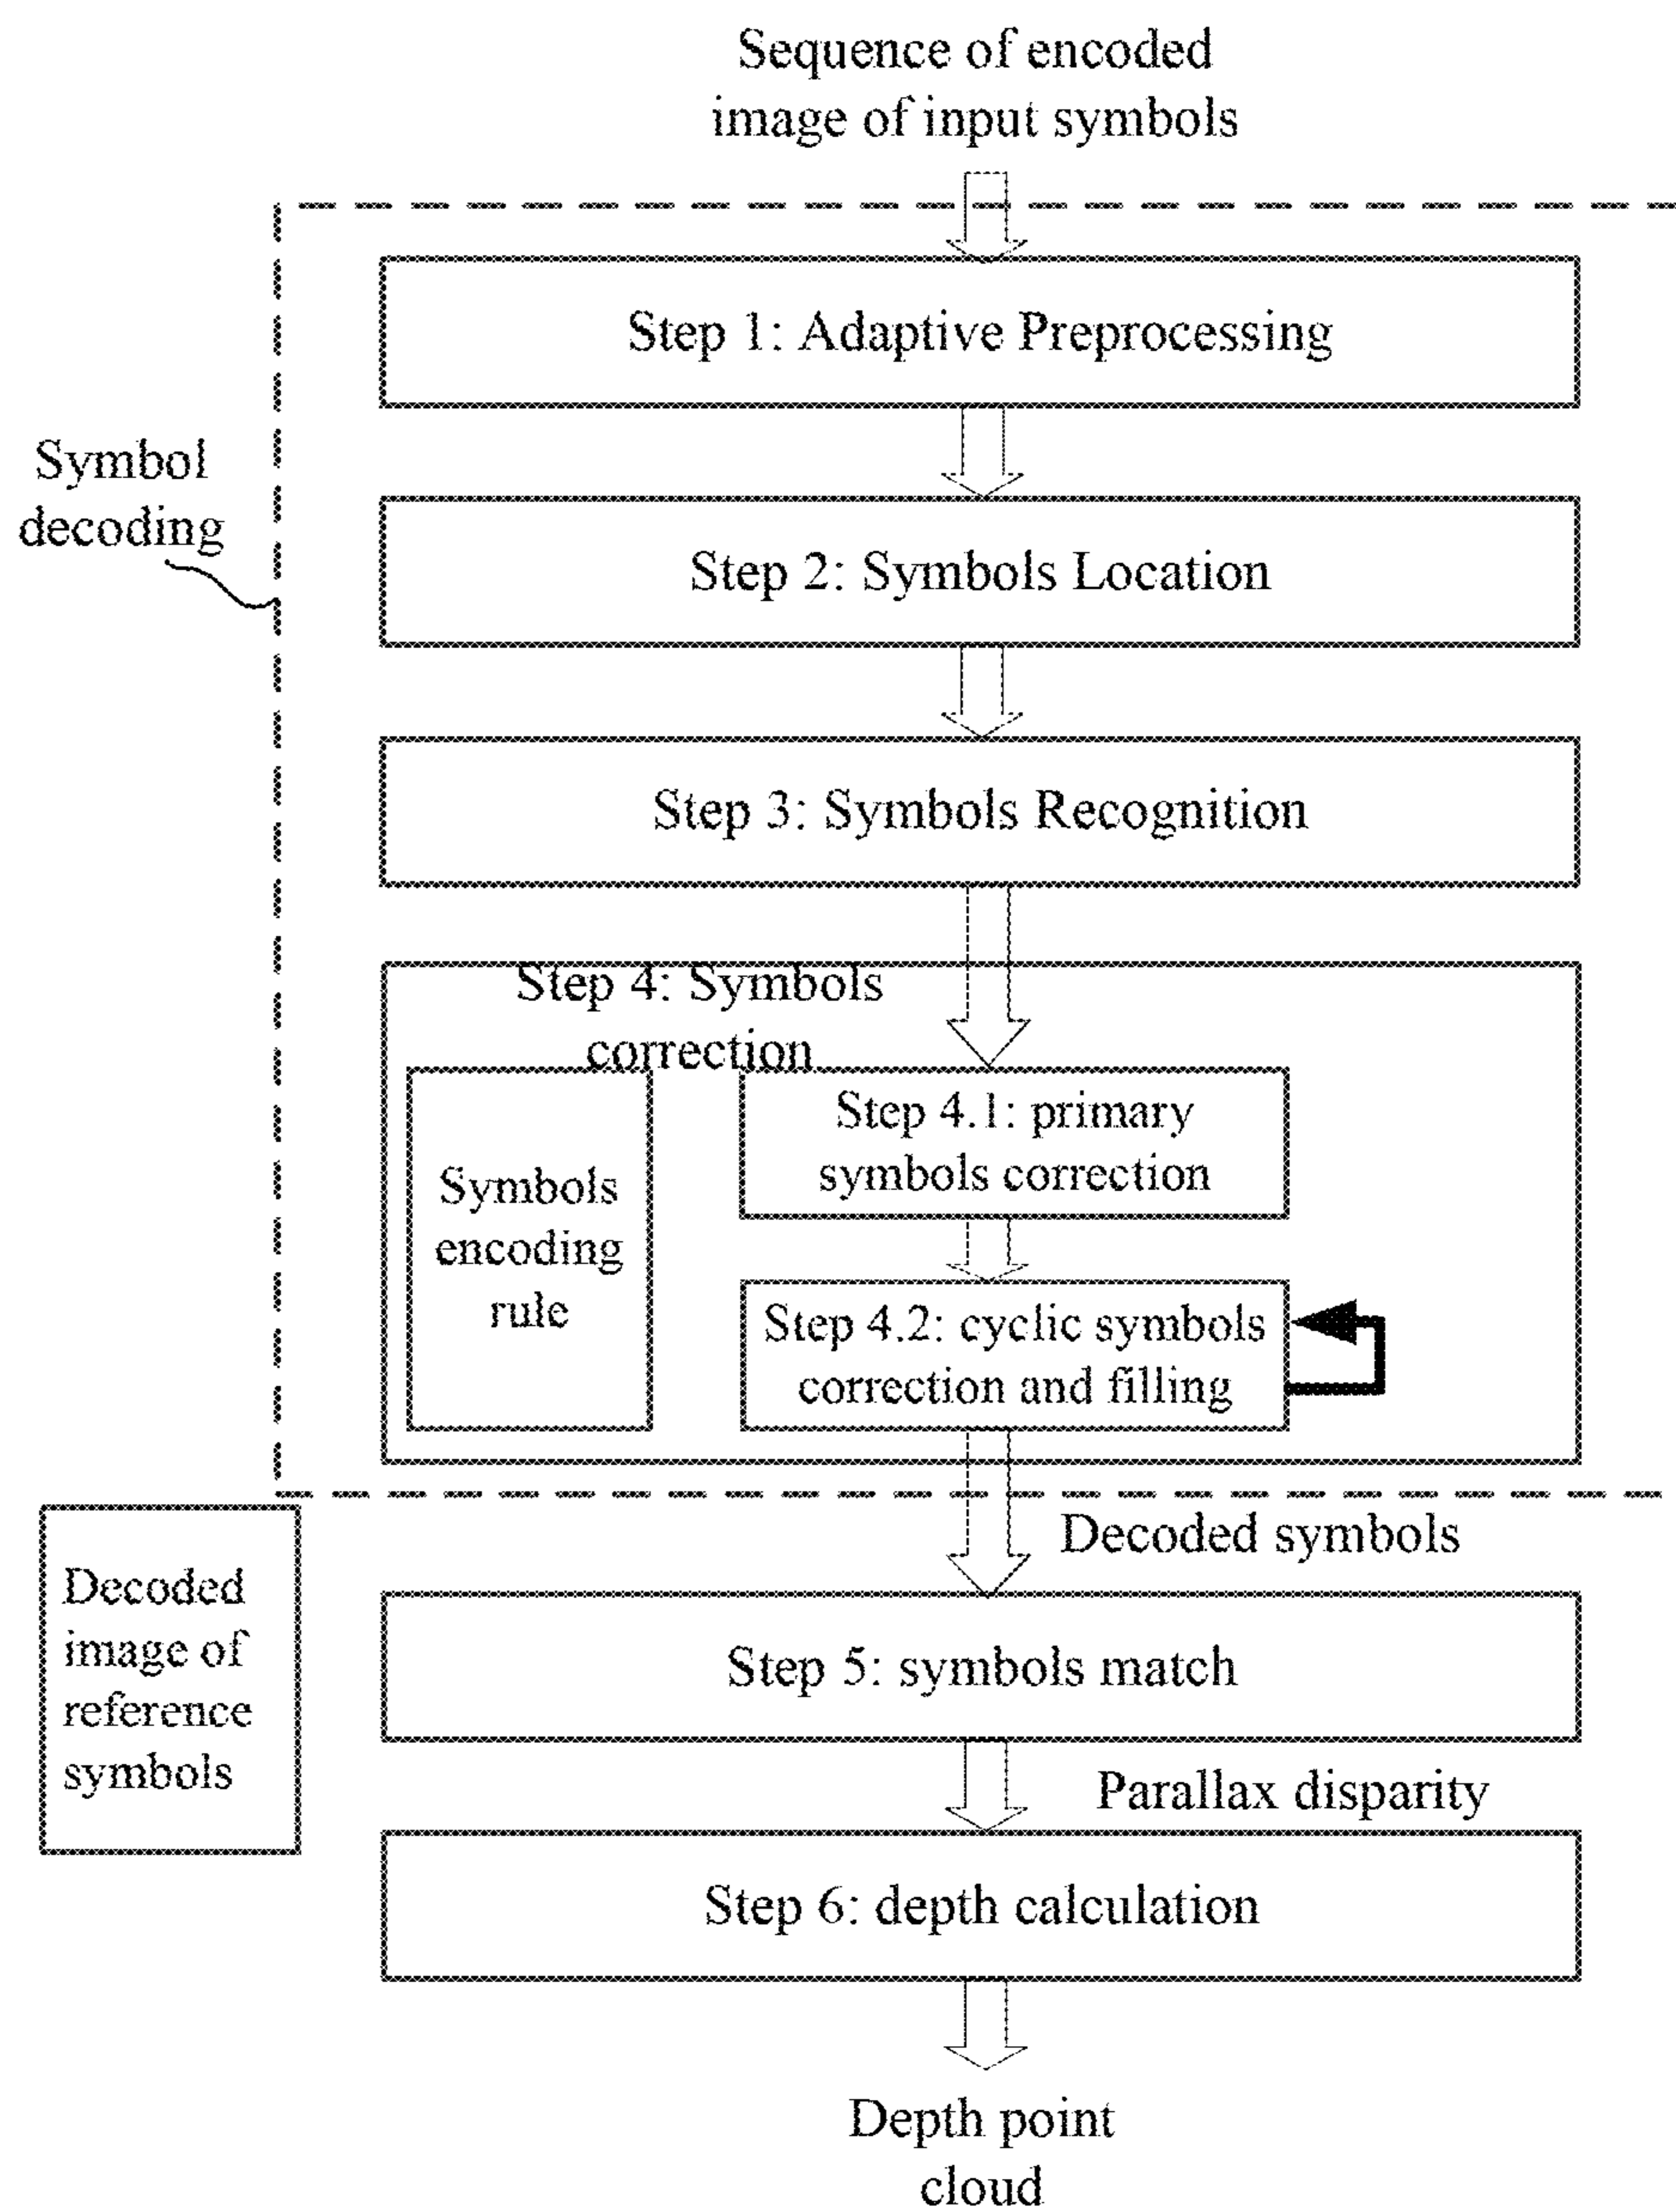 Sequence of encoded
image of input symbols
Step 1: Adaptive Preprocessing
Symbol
decoding
Step 2: Symbols Location
Step 3: Symbols Recognition
Step 4: Symbols
correction
Step 4.1: primary
symbols correction
Symbols
encoding
rule
Step 4.2: cyclic symbols
correction and filling
Decoded symbols
Decoded
image of
reference
symbols
Step 5: symbols match
Parallax disparity
Step 6: depth calculation
Depth point
cloud